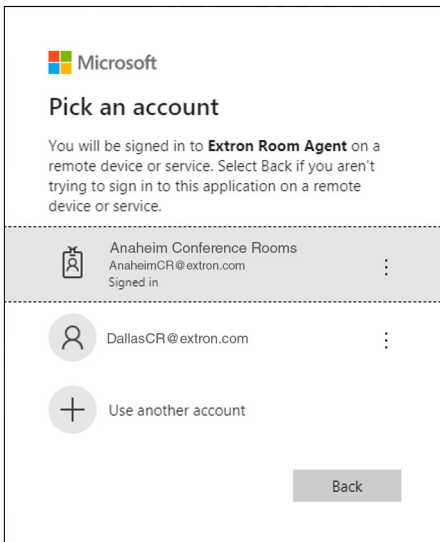 Microsoft
Pick an account
You will be signed in to Extron Room Agent on a
remote device or service. Select Back if you aren't
trying to sign in to this application on a remote
device or service.
Anaheim Conference Rooms
AnaheimCR@extron.com
Signed in
DallasCR@extron.com
Use another account
Back